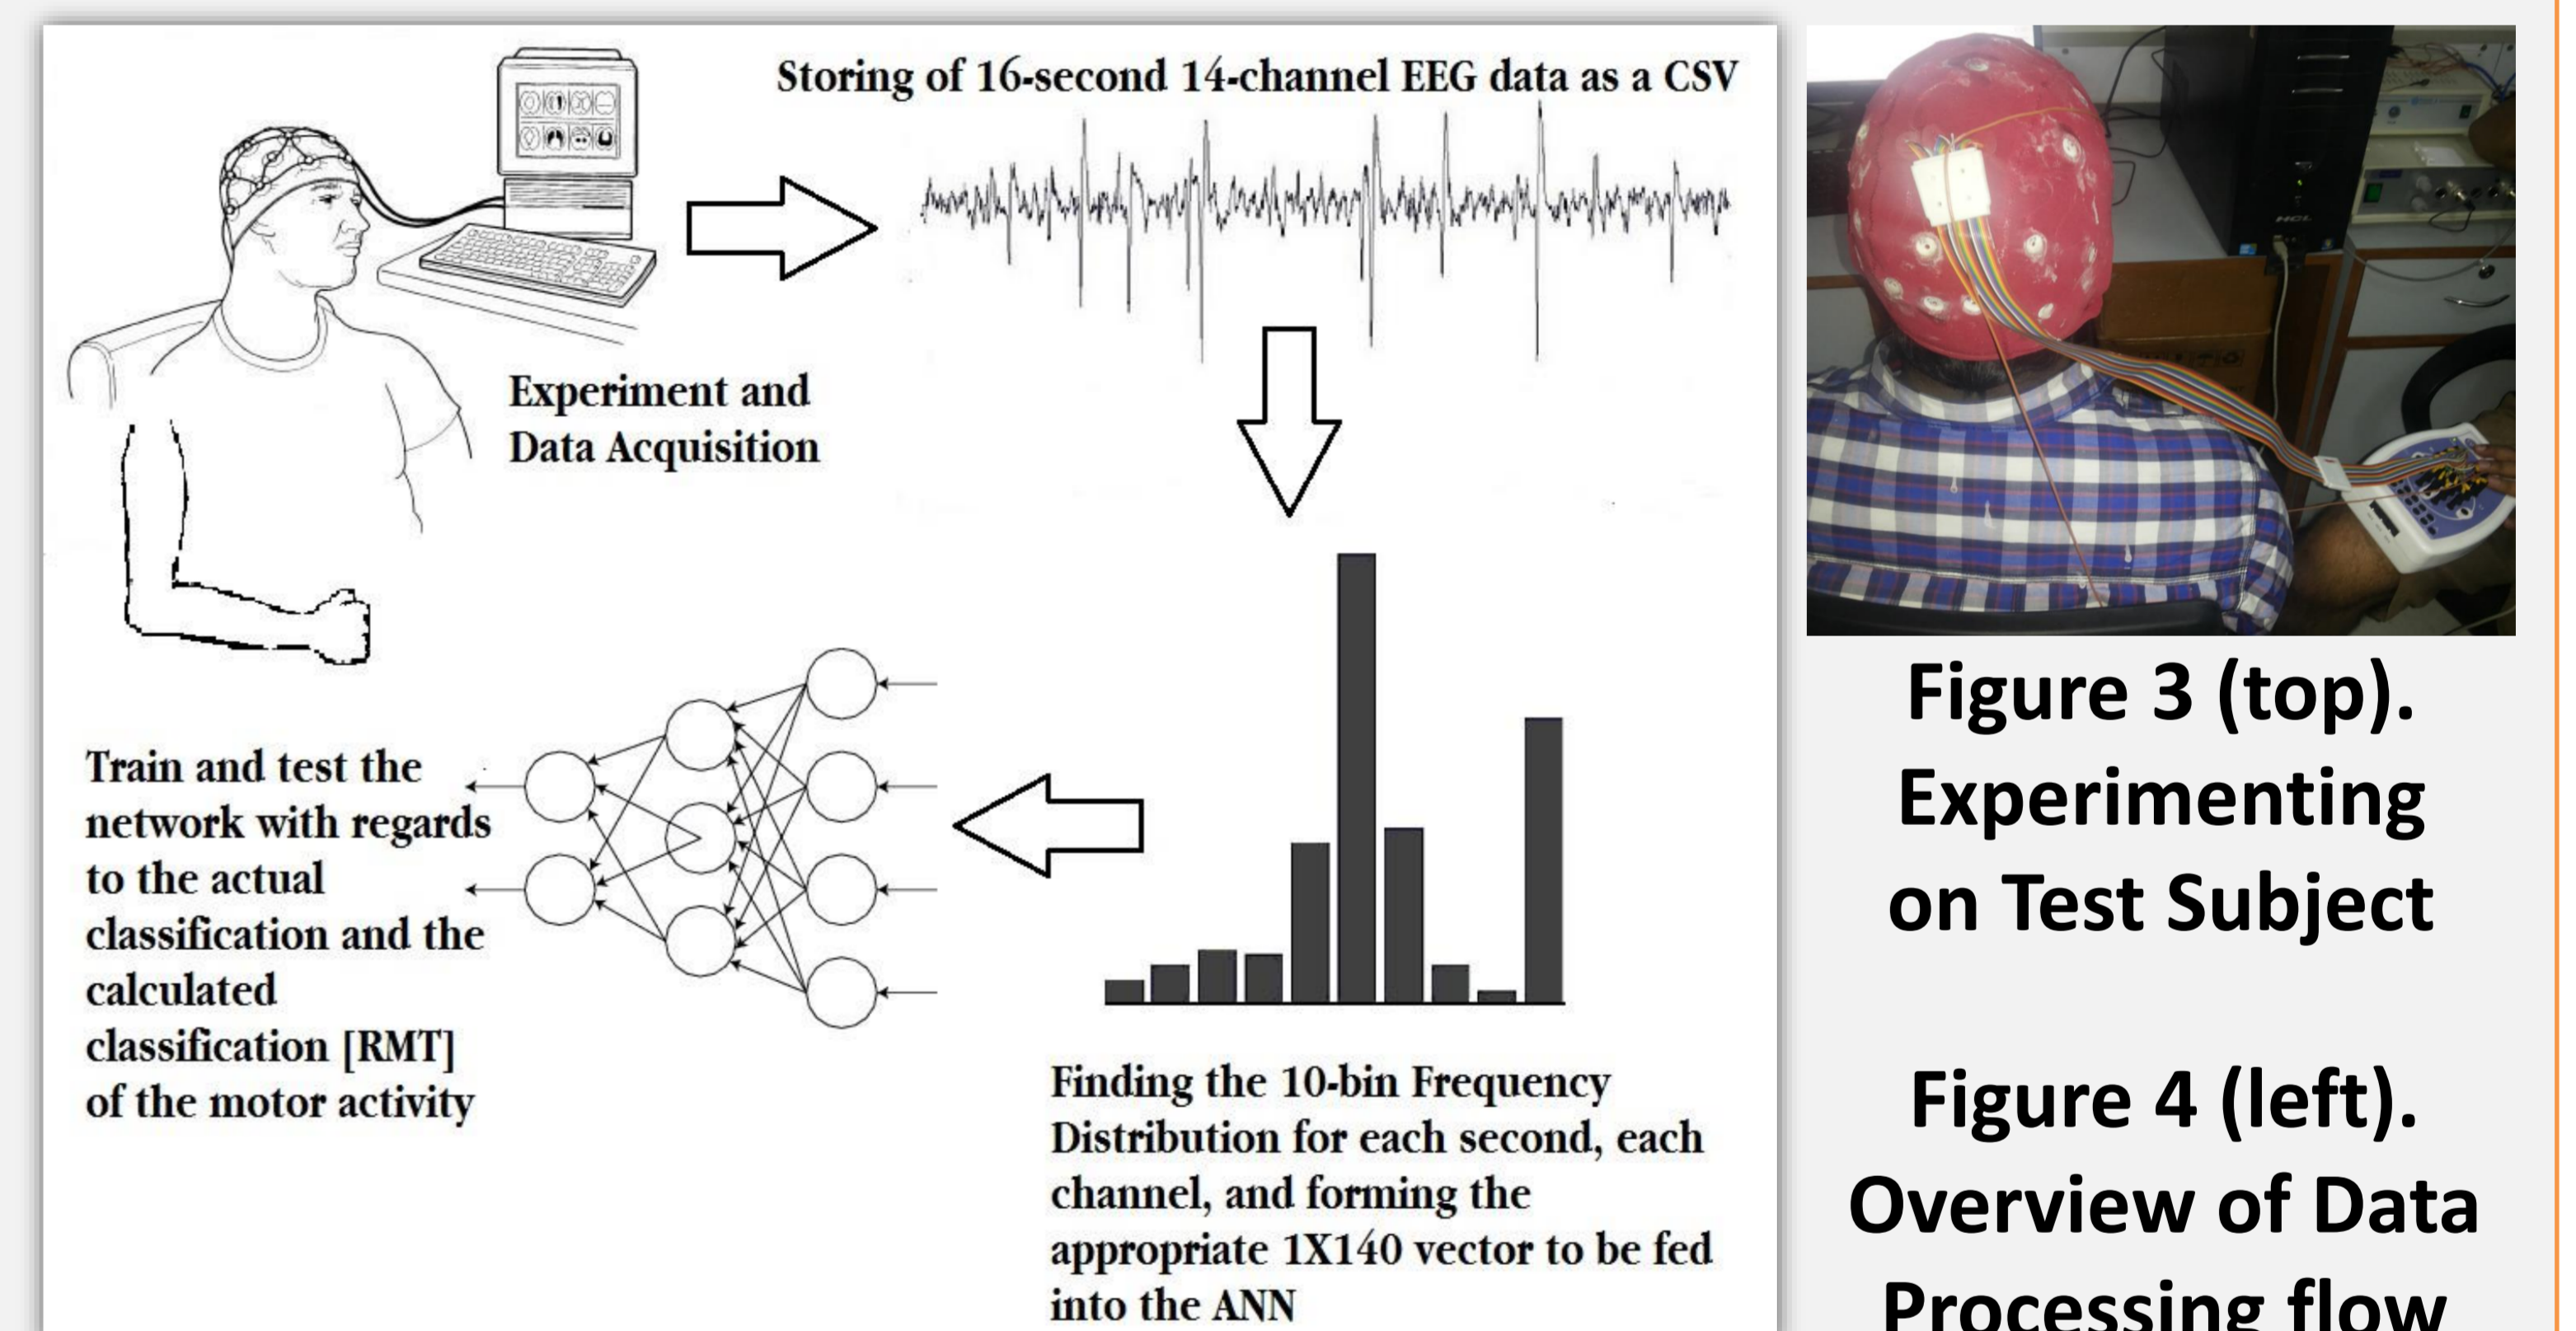 Storing of 16-second 14-channel EEG data as a CSV
Experiment and
Data Acquisition
HCL
Train and test the
network with regards
to the actual
classification and the
calculated
classification [RMT]
of the motor activity
Finding the 10-bin Frequency
Distribution for each second, each
channel, and forming the
appropriate 1X140 vector to be fed
into the ANN
Figure 3 (top).
Experimenting
on Test Subject
Figure 4 (left).
Overview of Data
Processing flow